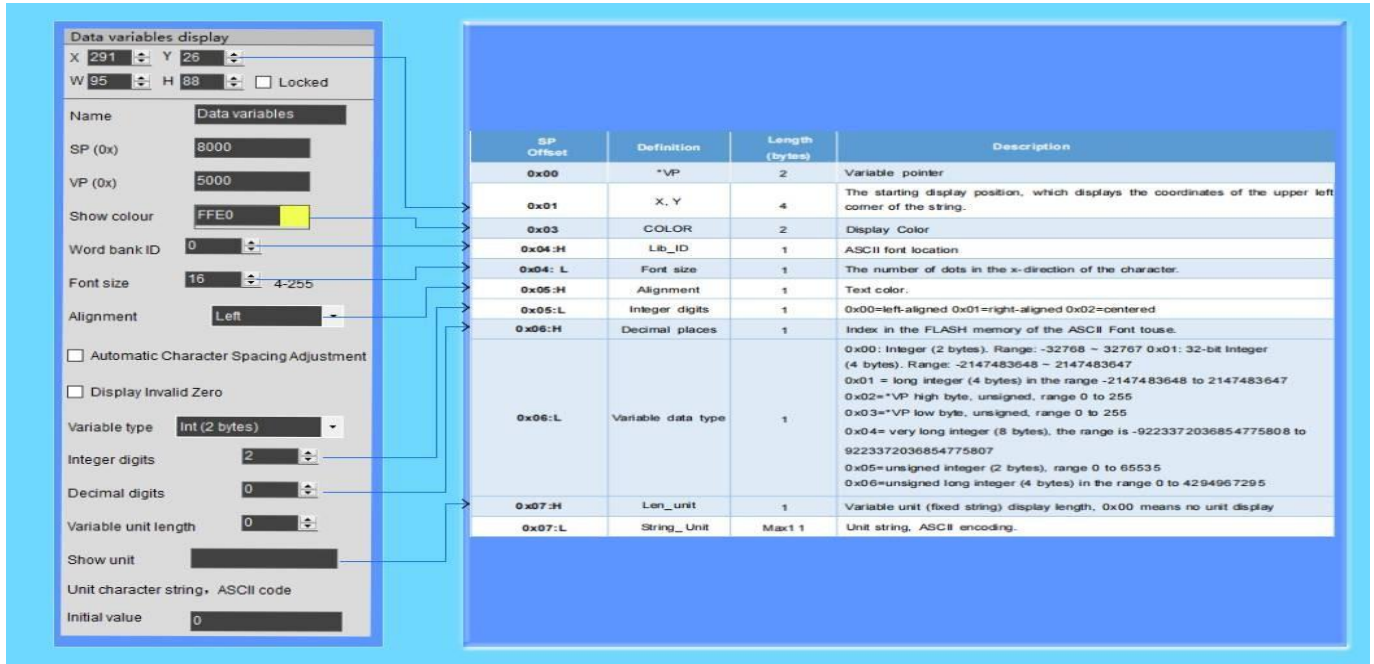 Data variables display
X 291 Y 26
W 95 H 88 Locked
Name Data variables
SP (0x) 8000
VP (0x) 5000
Show colour FFE0
Word bank ID 0
Font size 16 4-255
Alignment Left
Automatic Character Spacing Adjustment
Display Invalid Zero
Variable type Int (2 bytes)
Integer digits 2
Decimal digits 0
Variable unit length 0
Show unit
Unit character string, ASCII code
Initial value 0
SP Offset Definition Length (bytes) Description
0x00 *VP 2 Variable pointer
0x01 X, Y 4 The starting display position, which displays the coordinates of the upper left
corner of the string.
0x03 COLOR 2 Display Color
0x04:H Lib_ID 1 ASCII font location
0x04: L Font size 1 The number of dots in the x-direction of the character.
0x05:H Alignment 1 Text color.
0x05:L Integer digits 1 0x00=left-aligned 0x01=right-aligned 0x02=centered
0x06:H Decimal places 1 Index in the FLASH memory of the ASCII Font touse.
0x06:L Variable data type 1 0x00: Integer (2 bytes). Range: -32768 ~ 32767 0x01: 32-bit Integer
(4 bytes). Range: -2147483648 ~ 2147483647
0x01 = long integer (4 bytes) in the range -2147483648 to 2147483647
0x02=*VP high byte, unsigned, range 0 to 255
0x03=*VP low byte, unsigned, range 0 to 255
0x04= very long integer (8 bytes), the range is -9223372036854775808 to
9223372036854775807
0x05=unsigned integer (2 bytes), range 0 to 65535
0x06=unsigned long integer (4 bytes) in the range 0 to 4294967295
0x07:H Len_unit 1 Variable unit (fixed string) display length, 0x00 means no unit display
0x07:L String_Unit Max1 1 Unit string, ASCII encoding.